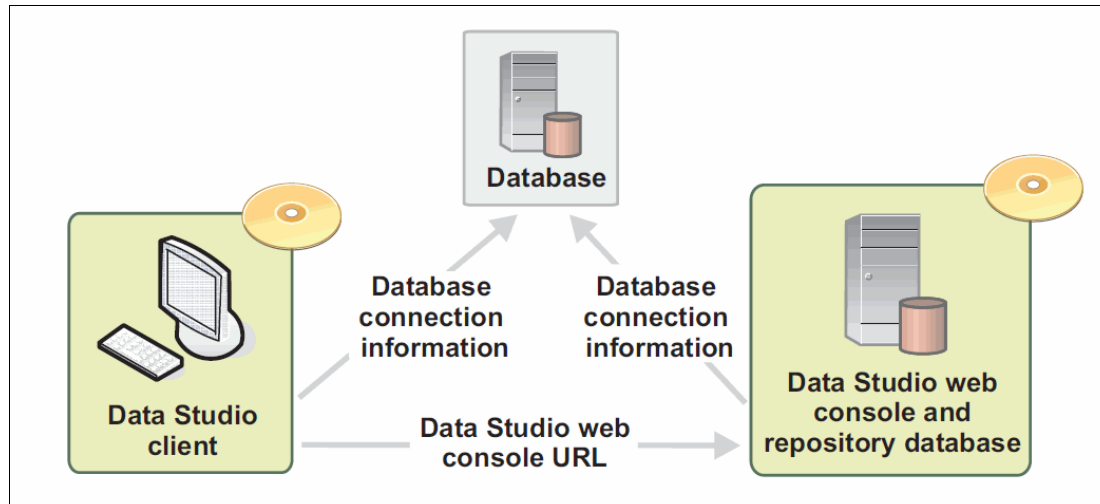 Database
Database
connection
information
Database
connection
information
Data Studio
client
Data Studio web
console URL
Data Studio web
console and
repository database